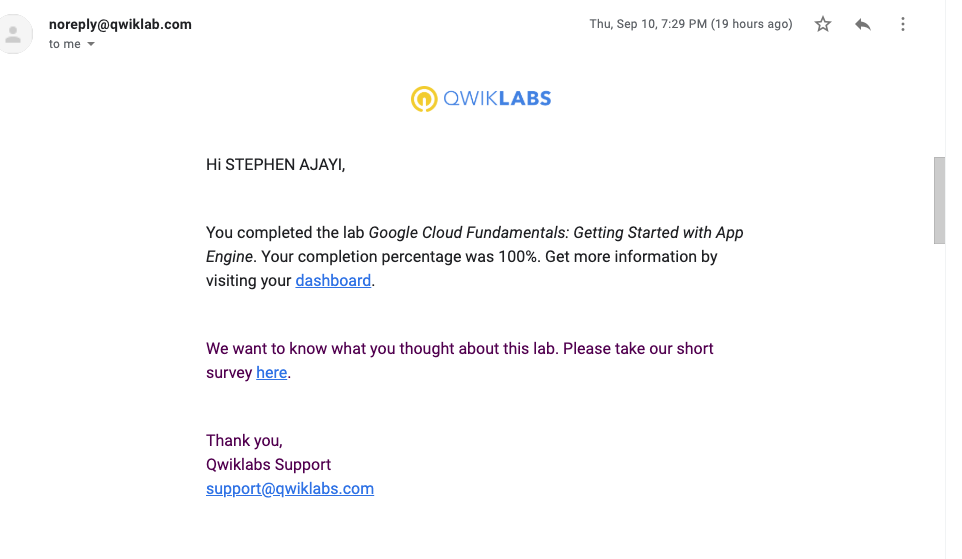 noreply@qwiklab.com
Thu, Sep 10, 7:29 PM (19 hours ago)
to me
QWIKLABS
Hi STEPHEN AJAYI,
You completed the lab Google Cloud Fundamentals: Getting Started with App
Engine. Your completion percentage was 100%. Get more information by
visiting your dashboard.
We want to know what you thought about this lab. Please take our short
survey here.
Thank you,
Qwiklabs Support
support@qwiklabs.com